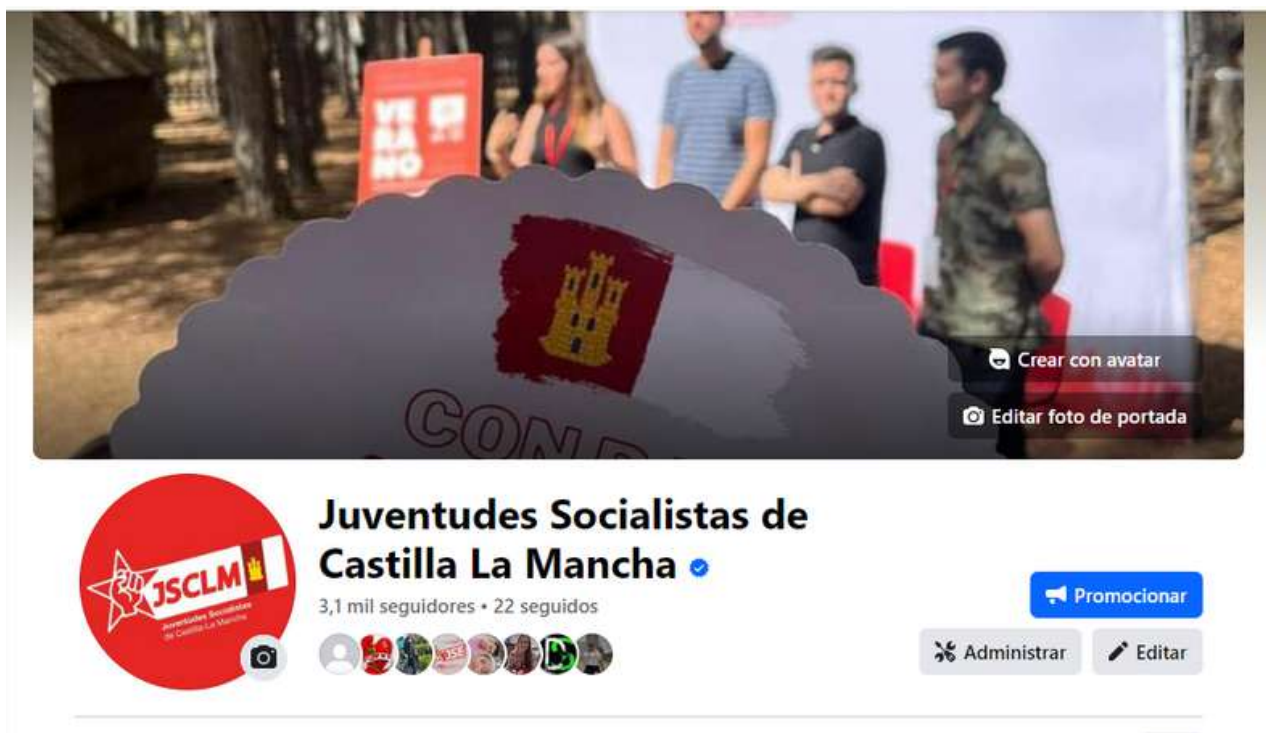 VE
RA
NO
CON
Crear con avatar
Editar foto de portada
JSCLM
Juventudes Socialistas
de Castilla-La Mancha
Juventudes Socialistas de
Castilla La Mancha
3,1 mil seguidores • 22 seguidos
JSE
Promocionar
Administrar
Editar